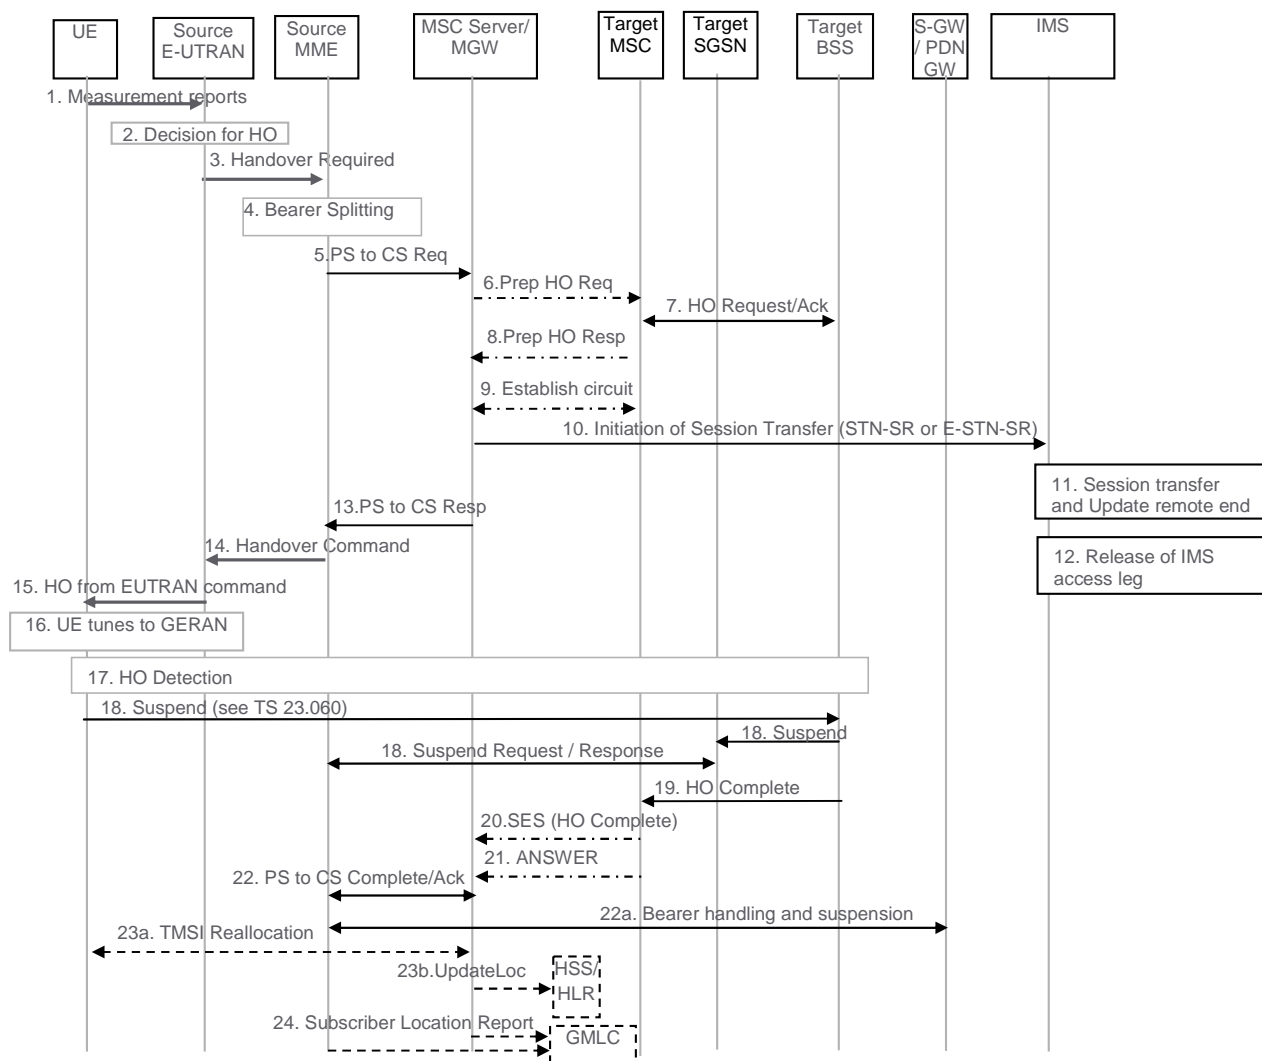 UE
Source
E-UTRAN
Source
MME
MSC Server/
MGW
Target
MSC
Target
SGSN
Target
BSS
S-GW
/ PDN
GW
IMS
1. Measurement reports
2. Decision for HO
3. Handover Required
4. Bearer Splitting
5.PS to CS Req
6.Prep HO Req
7. HO Request/Ack
8.Prep HO Resp
9. Establish circuit
10. Initiation of Session Transfer (STN-SR or E-STN-SR)
11. Session transfer
and Update remote end
13.PS to CS Resp
14. Handover Command
12. Release of IMS
access leg
15. HO from EUTRAN command
16. UE tunes to GERAN
17. HO Detection
18. Suspend (see TS 23.060)
18. Suspend
18. Suspend Request / Response
19. HO Complete
20.SES (HO Complete)
21. ANSWER
22. PS to CS Complete/Ack
22a. Bearer handling and suspension
23a. TMSI Reallocation
23b.UpdateLoc
HSS/
HLR
24. Subscriber Location Report
GMLC